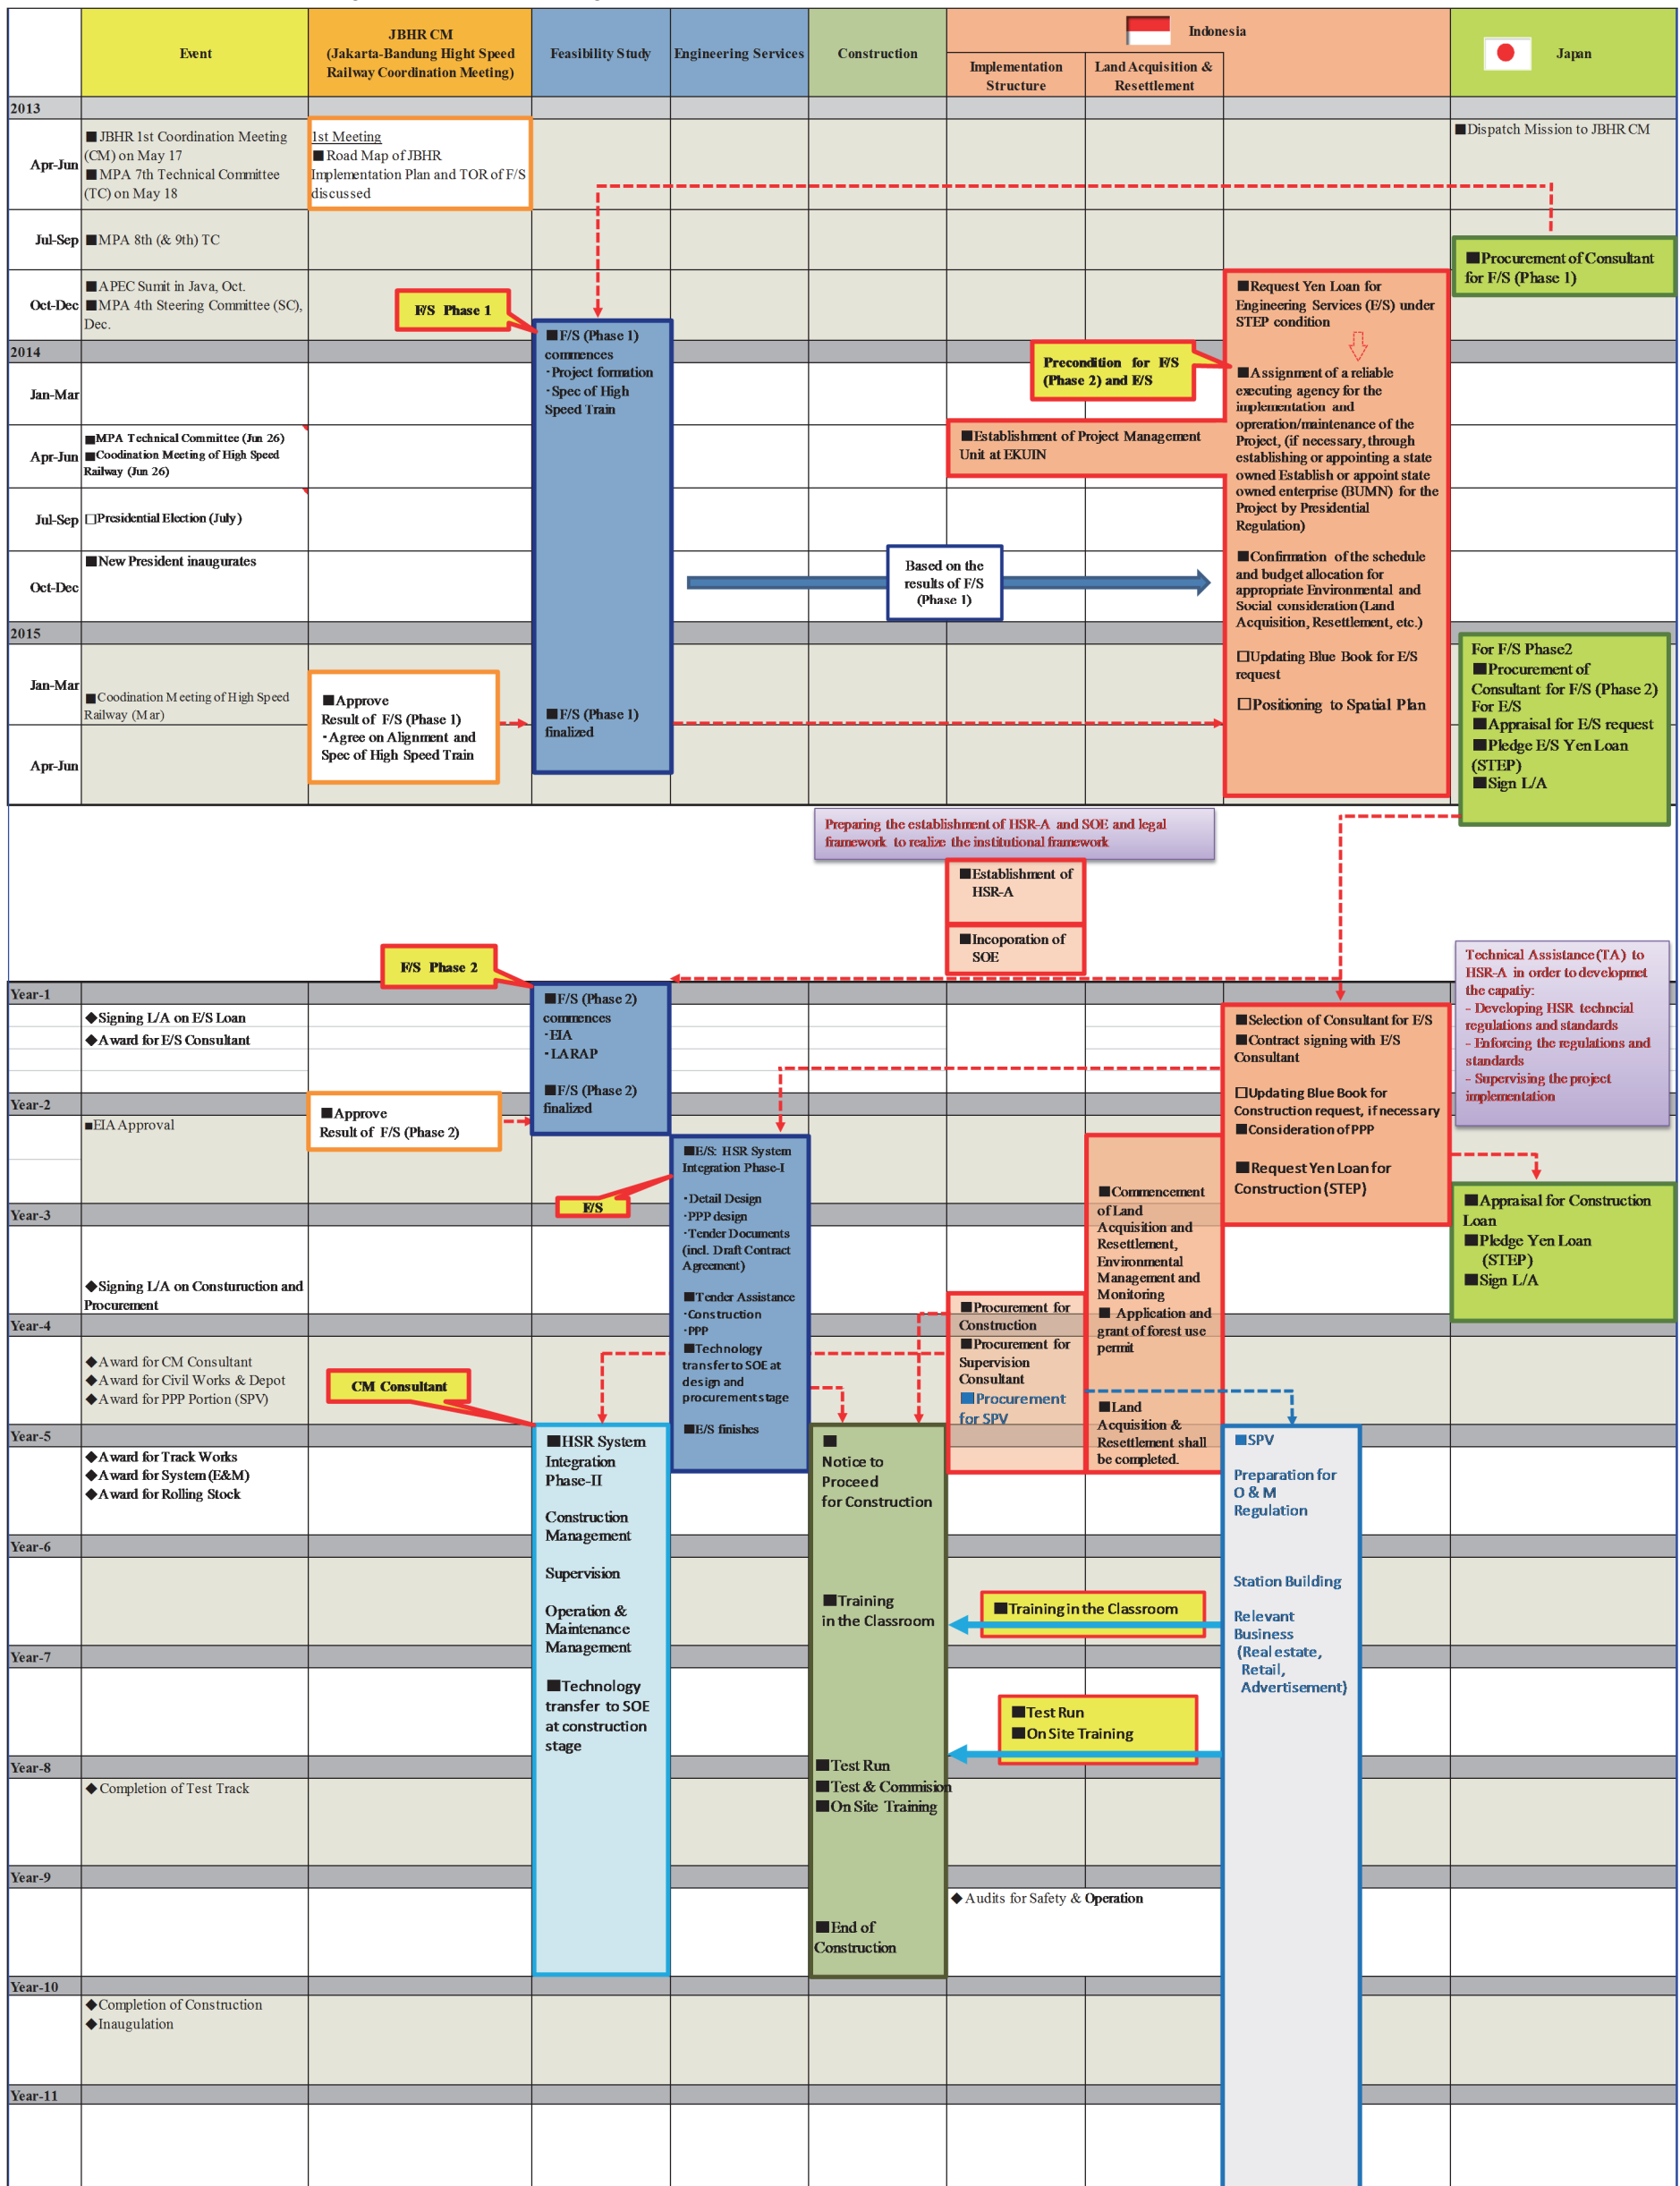 Event
JBHR CM
(Jakarta-Bandung Hight Speed
Railway Coordination Meeting)
Feasibility Study
Engineering Services
Construction
Indonesia
Implementation
Structure
Land Acquisition &
Resettlement
Japan
2013
Apr-Jun
■JBHR 1st Coordination Meeting
(CM) on May 17
■MPA 7th Technical Committee
(TC) on May 18
1st Meeting
■Road Map of JBHR
Implementation Plan and TOR of F/S
discussed
■Dispatch Mission to JBHR CM
Jul-Sep
■MPA 8th (& 9th) TC
■Procurement of Consultant
for F/S (Phase 1)
Oct-Dec
■APEC Sumit in Java, Oct.
■MPA 4th Steering Committee (SC),
Dec.
F/S Phase 1
■F/S (Phase 1)
commences
・Project formation
・Spec of High
Speed Train
■Request Yen Loan for
Engineering Services (E/S) under
STEP condition
2014
Jan-Mar
Precondition for F/S
(Phase 2) and E/S
■Assignment of a reliable
executing agency for the
implementation and
opreration/maintenance of the
Project, (if necessary, through
establishing or appointing a state
owned Establish or appoint state
owned enterprise (BUMN) for the
Project by Presidential
Regulation)
Apr-Jun
■MPA Technical Committee (Jun 26)
■Coodination Meeting of High Speed
Railway (Jun 26)
■Establishment of Project Management
Unit at EKUIN
Jul-Sep
□Presidential Election (July)
Oct-Dec
■New President inaugurates
Based on the
results of F/S
(Phase 1)
■Confirmation of the schedule
and budget allocation for
appropriate Environmental and
Social consideration (Land
Acquisition, Resettlement, etc.)
□Updating Blue Book for E/S
request
□Positioning to Spatial Plan
2015
Jan-Mar
■Coodination Meeting of High Speed
Railway (Mar)
■Approve
Result of F/S (Phase 1)
・Agree on Alignment and
Spec of High Speed Train
■F/S (Phase 1)
finalized
For F/S Phase2
■Procurement of
Consultant for F/S (Phase 2)
For E/S
■Appraisal for E/S request
■Pledge E/S Yen Loan
(STEP)
■Sign L/A
Apr-Jun
Preparing the establishment of HSR-A and SOE and legal
framework to realize the institutional framework
■Establishment of
HSR-A
■Incoporation of
SOE
F/S Phase 2
Technical Assistance (TA) to
HSR-A in order to developmet
the capatiy:
- Developing HSR techncial
regulations and standards
- Enforcing the regulations and
standards
- Supervising the project
implementation
Year-1
◆Signing L/A on E/S Loan
◆Award for E/S Consultant
■F/S (Phase 2)
commences
・EIA
・LARAP
■F/S (Phase 2)
finalized
■Selection of Consultant for E/S
■Contract signing with E/S
Consultant
□Updating Blue Book for
Construction request, if necessary
■Consideration of PPP
■Request Yen Loan for
Construction (STEP)
Year-2
■EIA Approval
■Approve
Result of F/S (Phase 2)
■E/S: HSR System
Integration Phase-I
・Detail Design
・PPP design
・Tender Documents
(incl. Draft Contract
Agreement)
■Tender Assistance
・Construction
・PPP
■Technology
transfer to SOE at
design and
procurement stage
■E/S finishes
F/S
■Commencement
of Land
Acquisition and
Resettlement,
Environmental
Management and
Monitoring
■ Application and
grant of forest use
permit
■Land
Acquisition &
Resettlement shall
be completed.
■Appraisal for Construction
Loan
■Pledge Yen Loan
(STEP)
■Sign L/A
Year-3
◆Signing L/A on Consturuction and
Procurement
■Procurement for
Construction
■Procurement for
Supervision
Consultant
■Procurement
for SPV
Year-4
◆Award for CM Consultant
◆Award for Civil Works & Depot
◆Award for PPP Portion (SPV)
CM Consultant
Year-5
◆Award for Track Works
◆Award for System (E&M)
◆Award for Rolling Stock
■HSR System
Integration
Phase-II
Construction
Management
Supervision
Operation &
Maintenance
Management
■Technology
transfer to SOE
at construction
stage
■
Notice to
Proceed
for Construction
■SPV
Preparation for
O & M
Regulation
Station Building
Relevant
Business
(Real estate,
Retail,
Advertisement)
Year-6
■Training
in the Classroom
■Training in the Classroom
Year-7
■Test Run
■On Site Training
Year-8
◆Completion of Test Track
■Test Run
■Test & Commision
■On Site Training
Year-9
◆Audits for Safety & Operation
■End of
Construction
Year-10
◆Completion of Construction
◆Inaugulation
Year-11